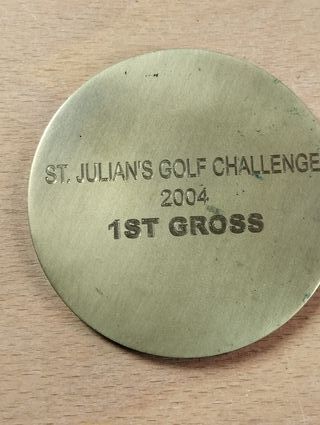 ST. JULIAN'S GOLF CHALLENGE
2004
1ST GROSS